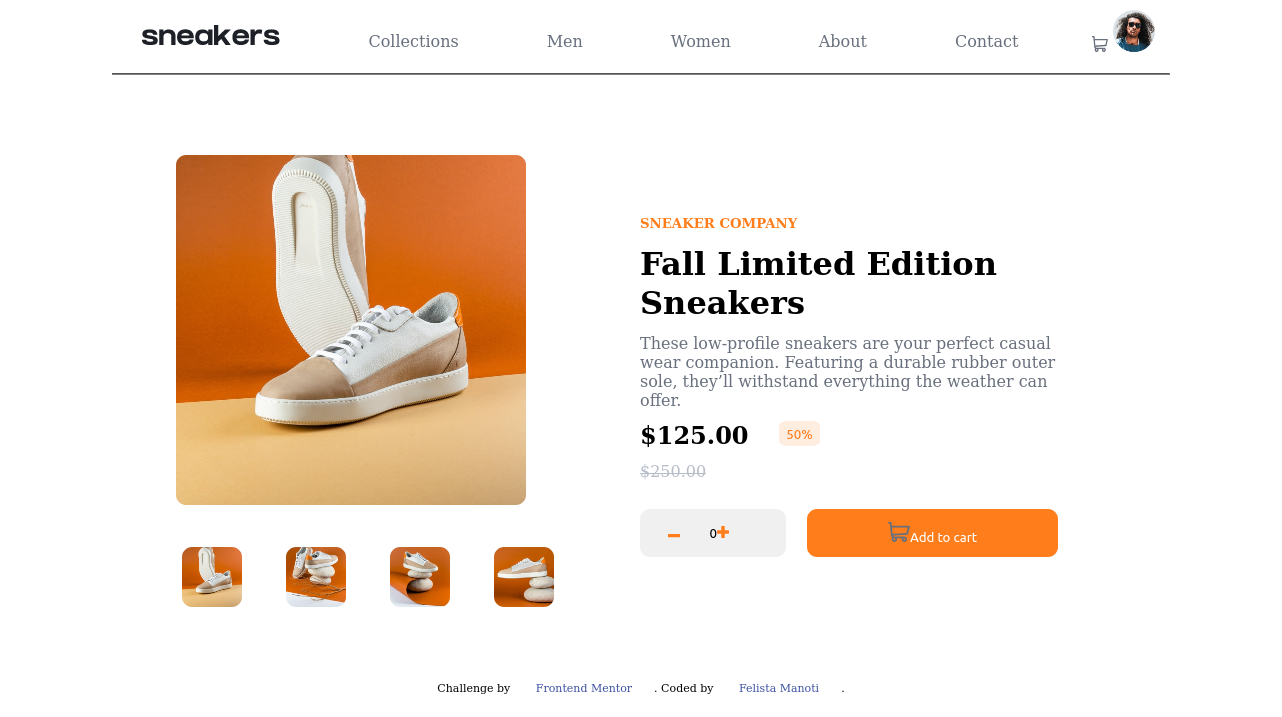 sneakers Collections Men Women About Contact
SNEAKER COMPANY
Fall Limited Edition
Sneakers
These low-profile sneakers are your perfect casual
wear companion. Featuring a durable rubber outer
sole, they’ll withstand everything the weather can
offer.
$125.00 50%
$250.00
0 Add to cart
Challenge by Frontend Mentor . Coded by Felista Manoti .